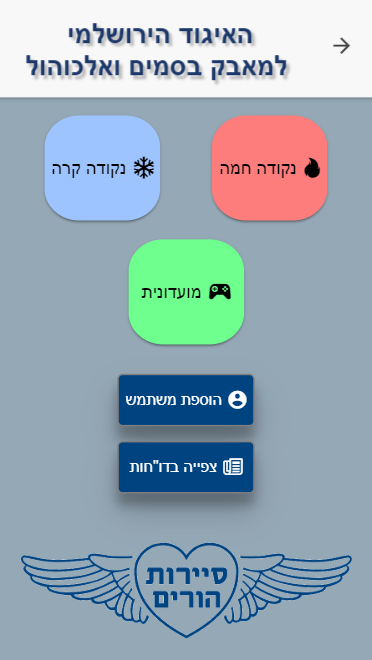 האיגוד הירושלמי
למאבק בסמים ואלכוהול
נקודה חמה
נקודה קרה
מועדונית
הוספת משתמש
צפייה בדו"חות
סיירות
הורים